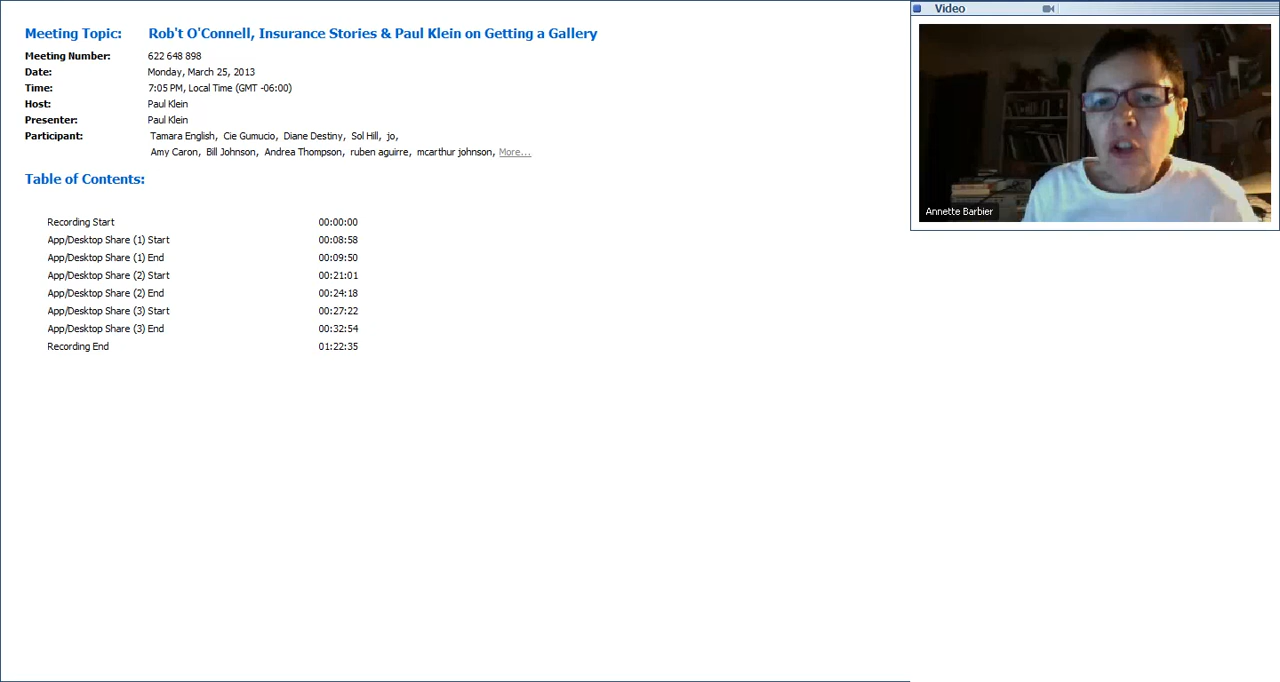 Meeting Topic: Rob't O'Connell, Insurance Stories & Paul Klein on Getting a Gallery
Meeting Number: 622 648 898
Date: Monday, March 25, 2013
Time: 7:05 PM, Local Time (GMT -06:00)
Host: Paul Klein
Presenter: Paul Klein
Participant: Tamara English, Cie Gumucio, Diane Destiny, Sol Hill, jo,
Amy Caron, Bill Johnson, Andrea Thompson, ruben aguirre, mcarthur johnson, More...
Table of Contents:
Recording Start 00:00:00
App/Desktop Share (1) Start 00:08:58
App/Desktop Share (1) End 00:09:50
App/Desktop Share (2) Start 00:21:01
App/Desktop Share (2) End 00:24:18
App/Desktop Share (3) Start 00:27:22
App/Desktop Share (3) End 00:32:54
Recording End 01:22:35
Video
Annette Barbier